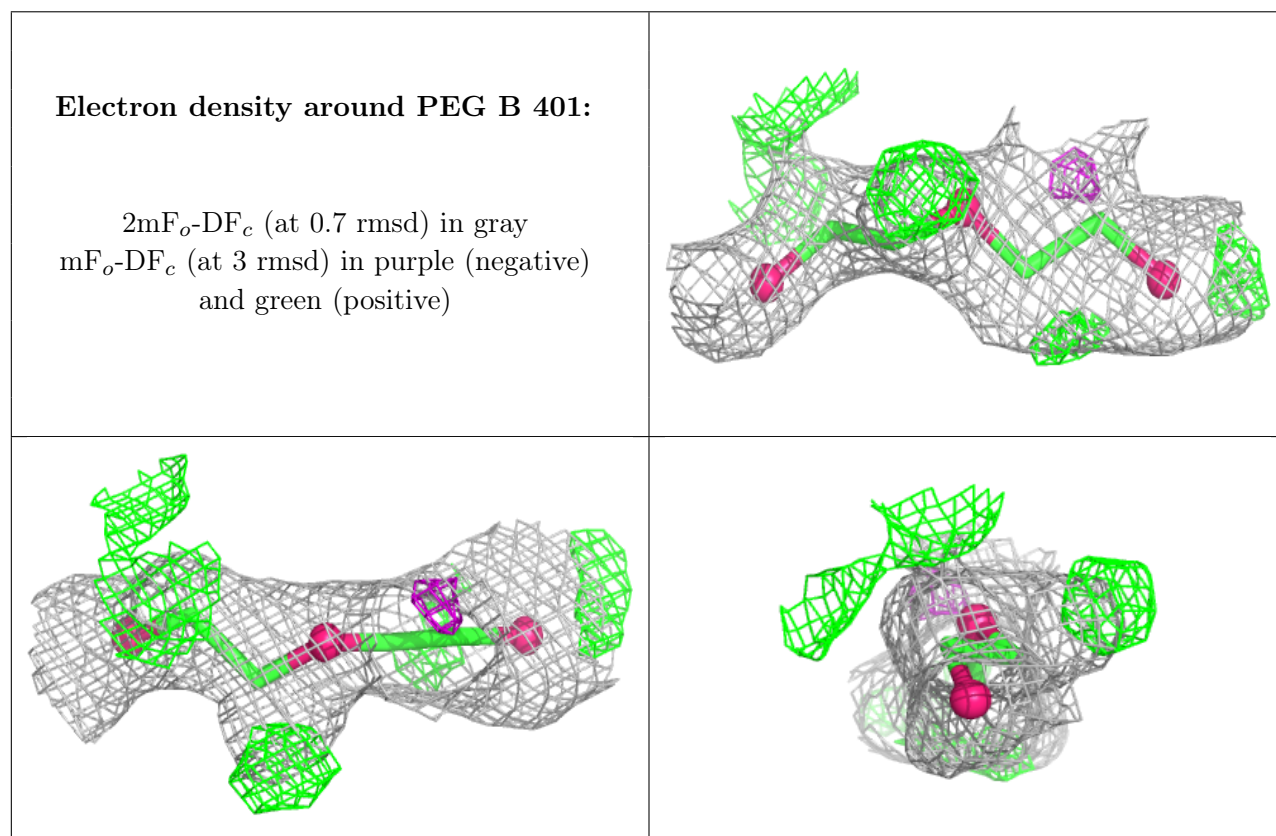 Electron density around PEG B 401:
2mFo-DFc (at 0.7 rmsd) in gray
mFo-DFc (at 3 rmsd) in purple (negative)
and green (positive)